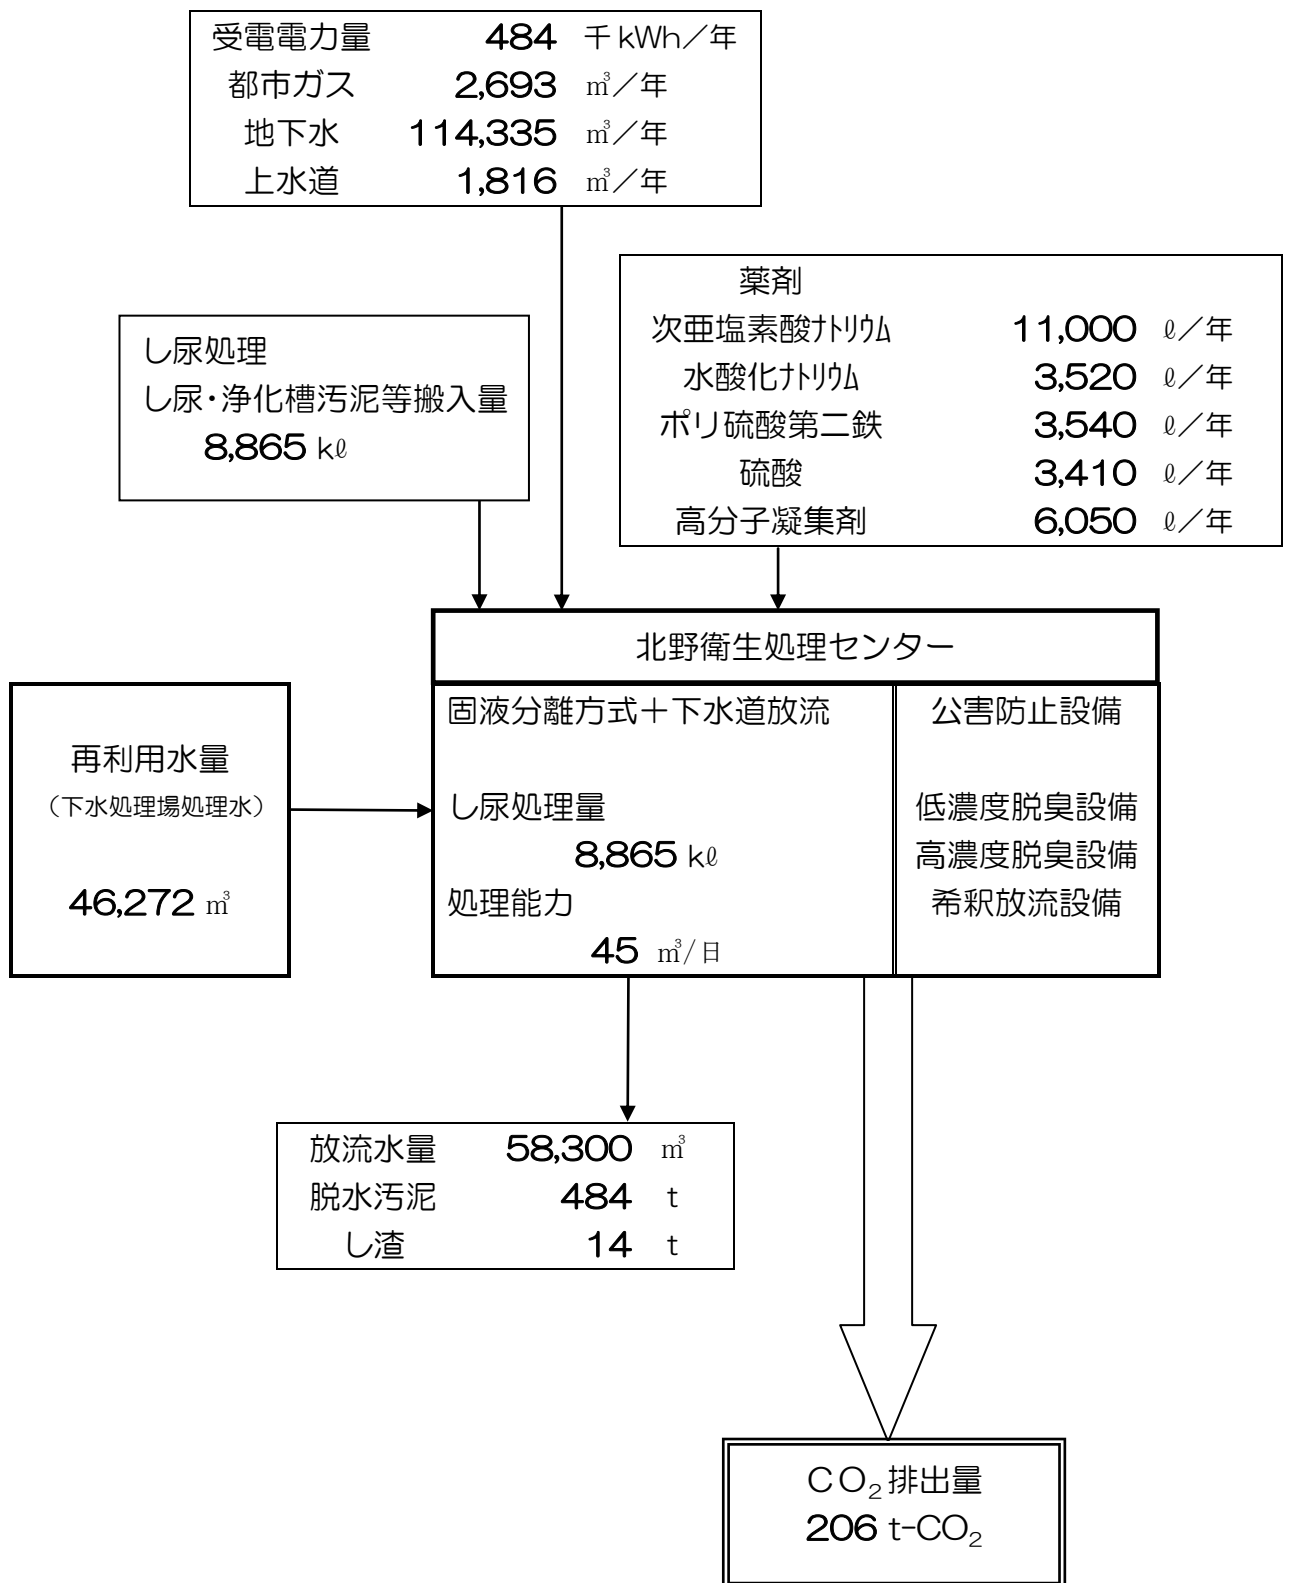 受電電力量 484 千kWh／年
都市ガス 2,693 ㎥／年
地下水 114,335 ㎥／年
上水道 1,816 ㎥／年
薬剤
次亜塩素酸ﾅﾄﾘｳﾑ 11,000 ℓ／年
水酸化ﾅﾄﾘｳﾑ 3,520 ℓ／年
ポリ硫酸第二鉄 3,540 ℓ／年
硫酸 3,410 ℓ／年
高分子凝集剤 6,050 ℓ／年
し尿処理
し尿・浄化槽汚泥等搬入量
8,865 kℓ
北野衛生処理センター
再利用水量
（下水処理場処理水）
46,272 ㎥
固液分離方式＋下水道放流
し尿処理量
8,865 kℓ
処理能力
45 ㎥/日
公害防止設備
低濃度脱臭設備
高濃度脱臭設備
希釈放流設備
放流水量 58,300 ㎥
脱水汚泥 484 t
し渣 14 t
CO₂排出量
206 t-CO₂